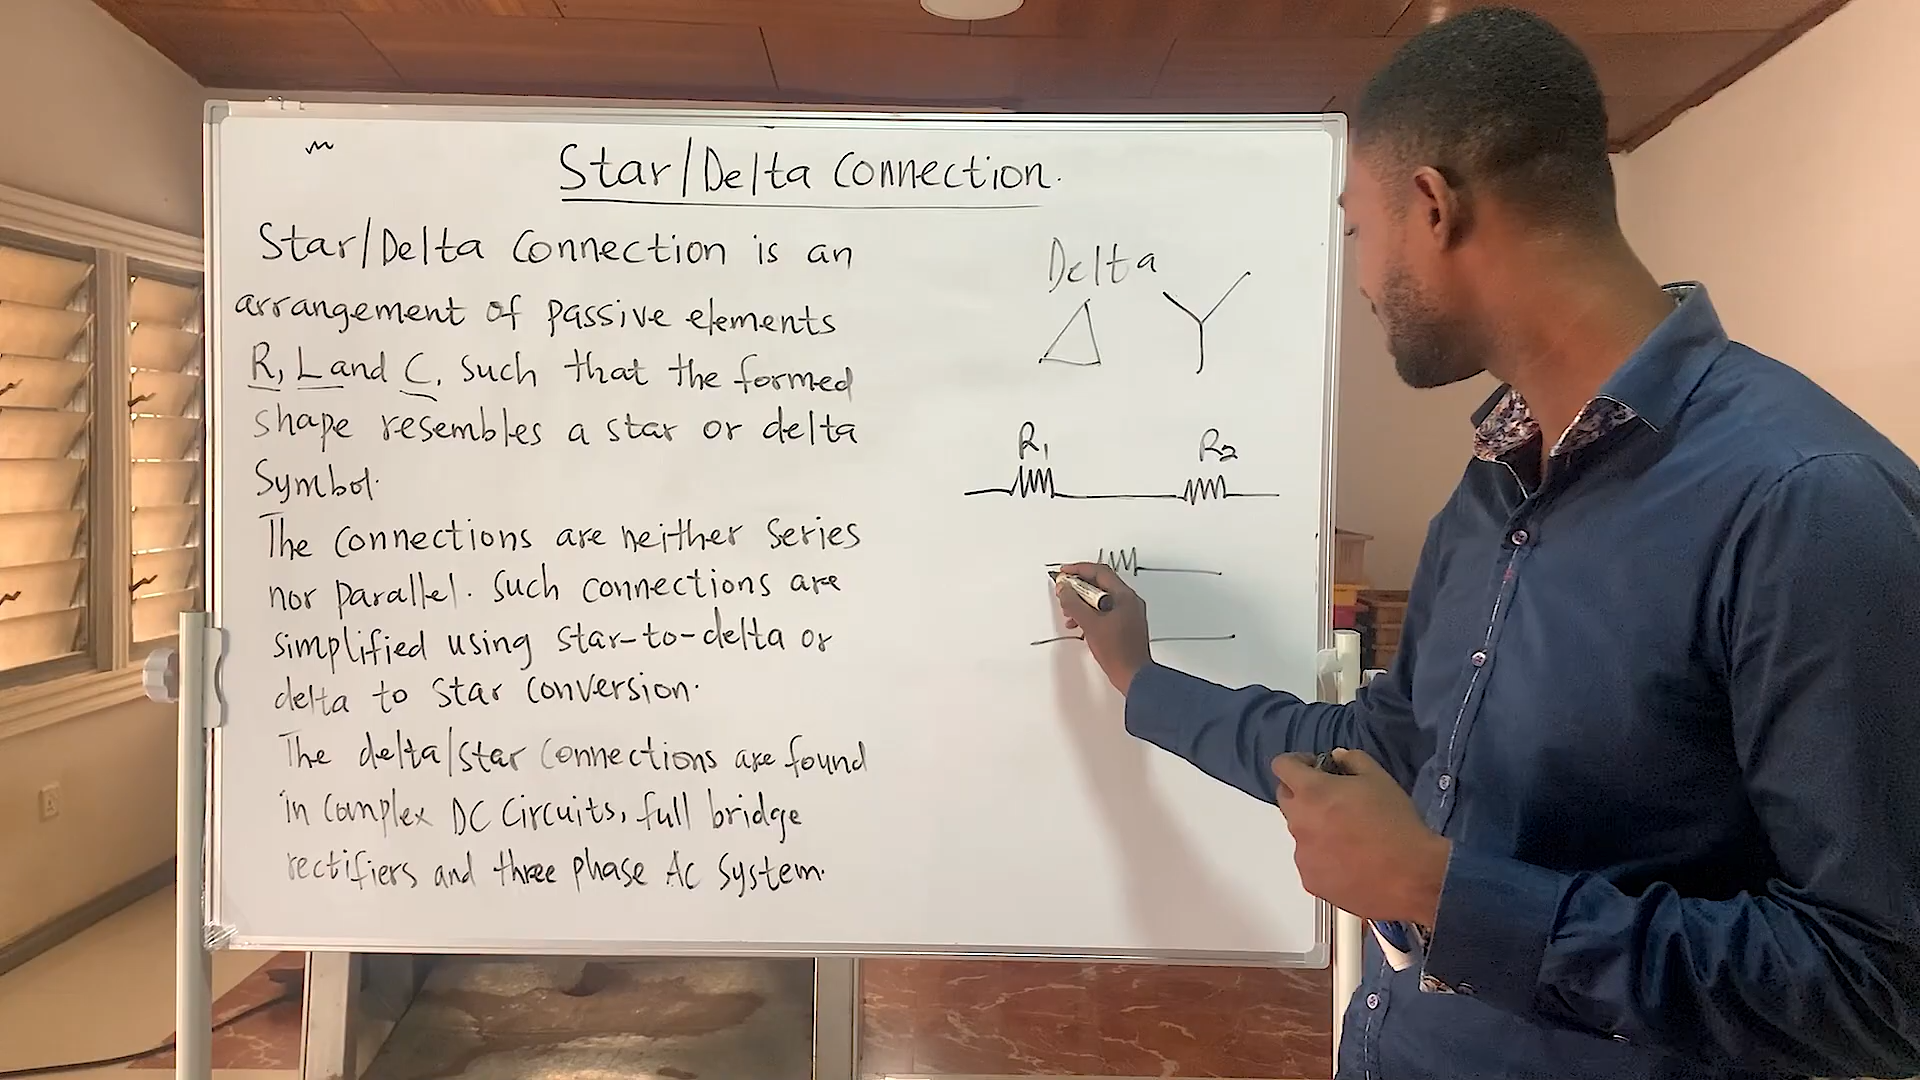 Star/Delta Connection.
Star/Delta Connection is an
arrangement of passive elements
R, L and C, such that the formed
shape resembles a star or delta
Symbol.
The connections are neither series
nor parallel. Such connections are
simplified using star-to-delta or
delta to star conversion.
The delta/star connections are found
in complex DC circuits, full bridge
rectifiers and three phase AC system.
Delta
R1 R2